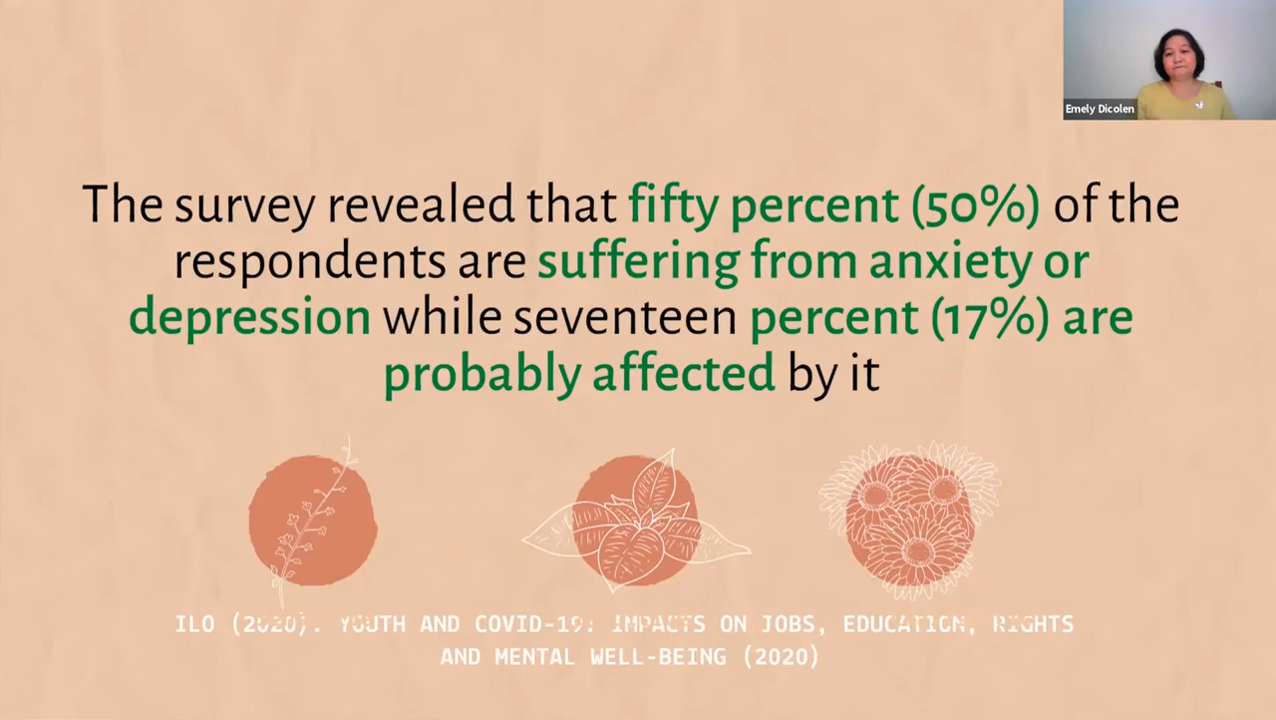 Emely Dicolen
The survey revealed that fifty percent (50%) of the
respondents are suffering from anxiety or
depression while seventeen percent (17%) are
probably affected by it
ILO (2020). YOUTH AND COVID-19: IMPACTS ON JOBS, EDUCATION, RIGHTS
AND MENTAL WELL-BEING (2020)